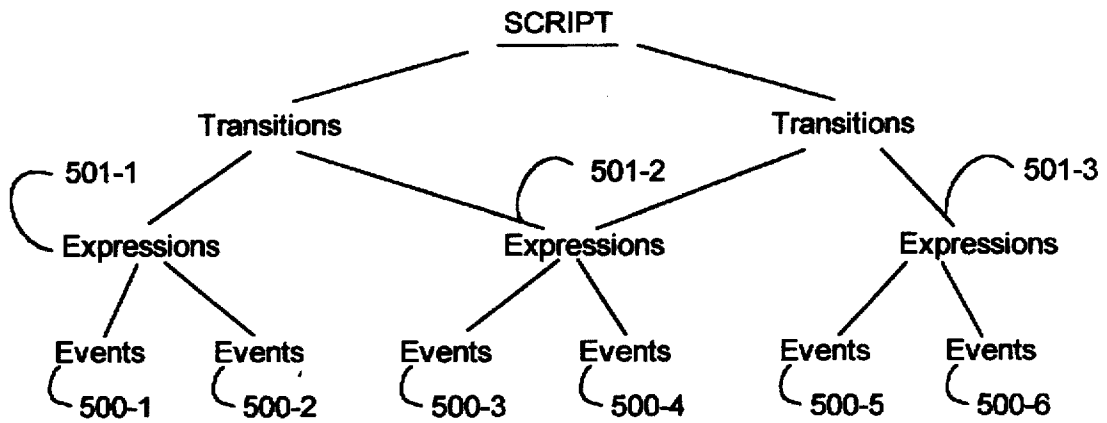 SCRIPT
Transitions Transitions
501-1 501-2 501-3
Expressions Expressions Expressions
Events Events Events Events Events Events
500-1 500-2 500-3 500-4 500-5 500-6